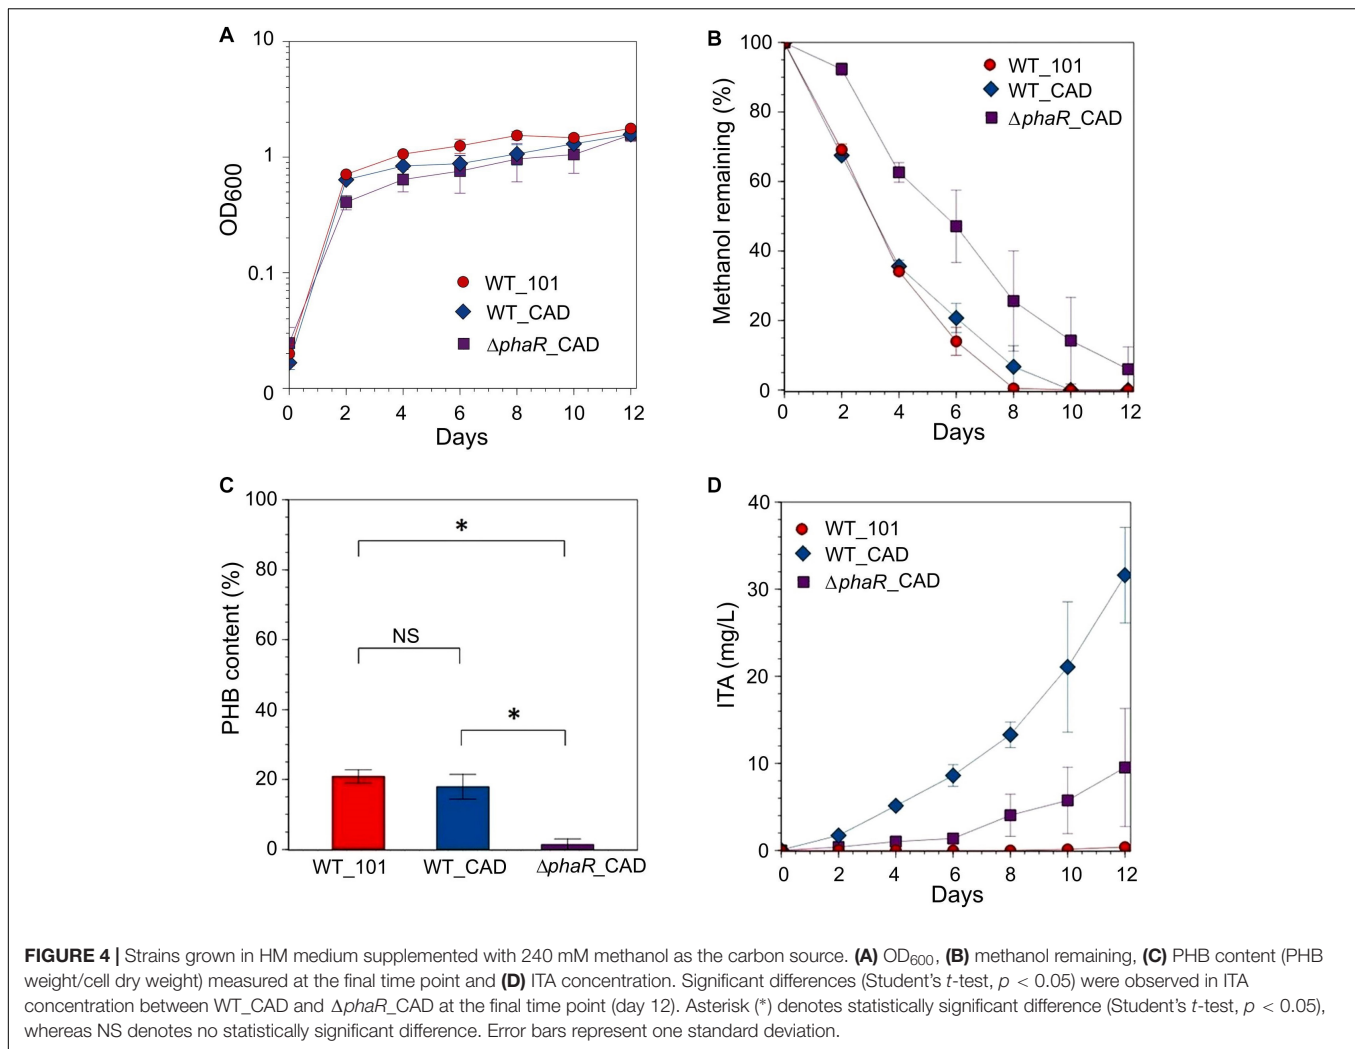 A
10
1
0.1
0
OD600
0 2 4 6 8 10 12
Days
WT_101
WT_CAD
ΔphaR_CAD
B
100
80
60
40
20
0
Methanol remaining (%)
0 2 4 6 8 10 12
Days
WT_101
WT_CAD
ΔphaR_CAD
C
100
80
60
40
20
0
PHB content (%)
*
NS
*
WT_101 WT_CAD ΔphaR_CAD
D
40
30
20
10
0
ITA (mg/L)
WT_101
WT_CAD
ΔphaR_CAD
0 2 4 6 8 10 12
Days
FIGURE 4 | Strains grown in HM medium supplemented with 240 mM methanol as the carbon source. (A) OD600, (B) methanol remaining, (C) PHB content (PHB
weight/cell dry weight) measured at the final time point and (D) ITA concentration. Significant differences (Student's t-test, p < 0.05) were observed in ITA
concentration between WT_CAD and ΔphaR_CAD at the final time point (day 12). Asterisk (*) denotes statistically significant difference (Student's t-test, p < 0.05),
whereas NS denotes no statistically significant difference. Error bars represent one standard deviation.